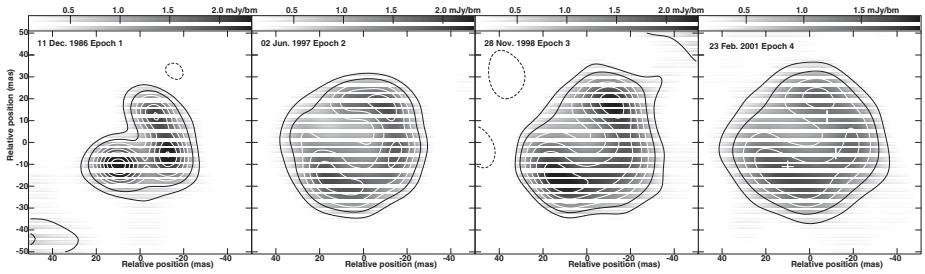 0.5 1.0 1.5 2.0 mJy/bm 0.5 1.0 1.5 2.0 mJy/bm 0.5 1.0 1.5 mJy/bm 0.5 1.0 1.5 mJy/bm
11 Dec. 1986 Epoch 1
02 Jun. 1997 Epoch 2
28 Nov. 1998 Epoch 3
23 Feb. 2001 Epoch 4
Relative position (mas)
50
40
30
20
10
0
-10
-20
-30
-40
-50
40 20 0 -20 -40 40 20 0 -20 -40 40 20 0 -20 -40 40 20 0 -20 -40
Relative position (mas) Relative position (mas) Relative position (mas) Relative position (mas)